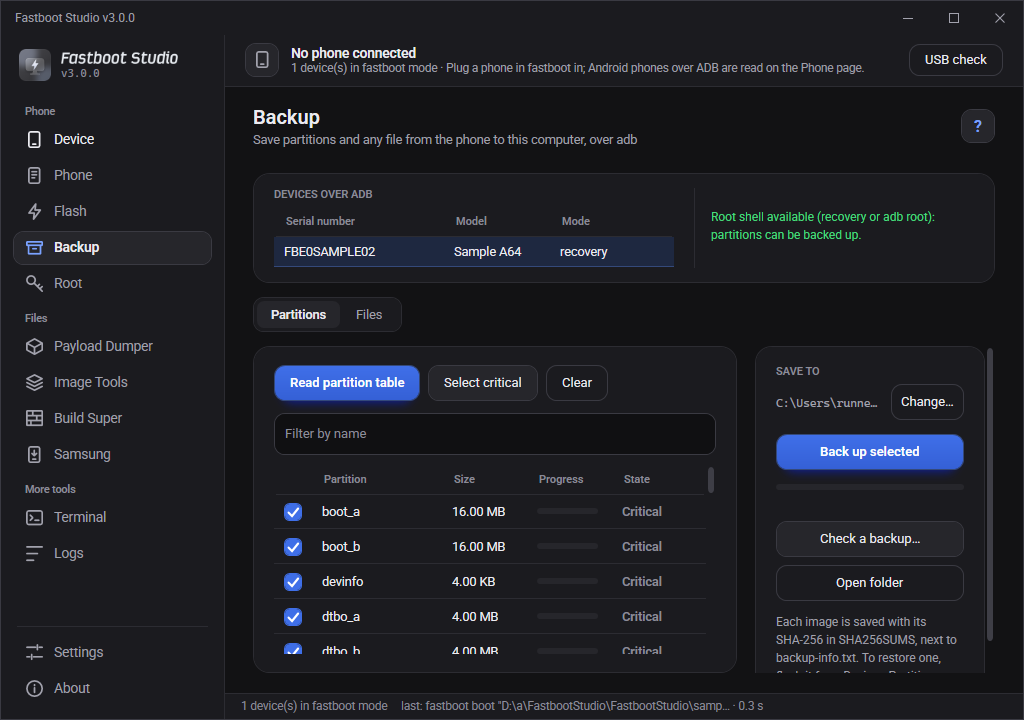 Fastboot Studio v3.0.0
Fastboot Studio
v3.0.0
Phone
Device
Phone
Flash
Backup
Root
Files
Payload Dumper
Image Tools
Build Super
Samsung
More tools
Terminal
Logs
Settings
About
No phone connected
1 device(s) in fastboot mode · Plug a phone in fastboot in; Android phones over ADB are read on the Phone page.
USB check
Backup
Save partitions and any file from the phone to this computer, over adb
?
DEVICES OVER ADB
Serial number Model Mode
FBE0SAMPLE02 Sample A64 recovery
Root shell available (recovery or adb root):
partitions can be backed up.
Partitions Files
Read partition table Select critical Clear
Filter by name
Partition Size Progress State
boot_a 16.00 MB Critical
boot_b 16.00 MB Critical
devinfo 4.00 KB Critical
dtbo_a 4.00 MB Critical
dtbo_b 4.00 MB Critical
SAVE TO
C:\Users\runne… Change…
Back up selected
Check a backup…
Open folder
Each image is saved with its
SHA-256 in SHA256SUMS, next to
backup-info.txt. To restore one,
1 device(s) in fastboot mode last: fastboot boot "D:\a\FastbootStudio\FastbootStudio\samp… · 0.3 s